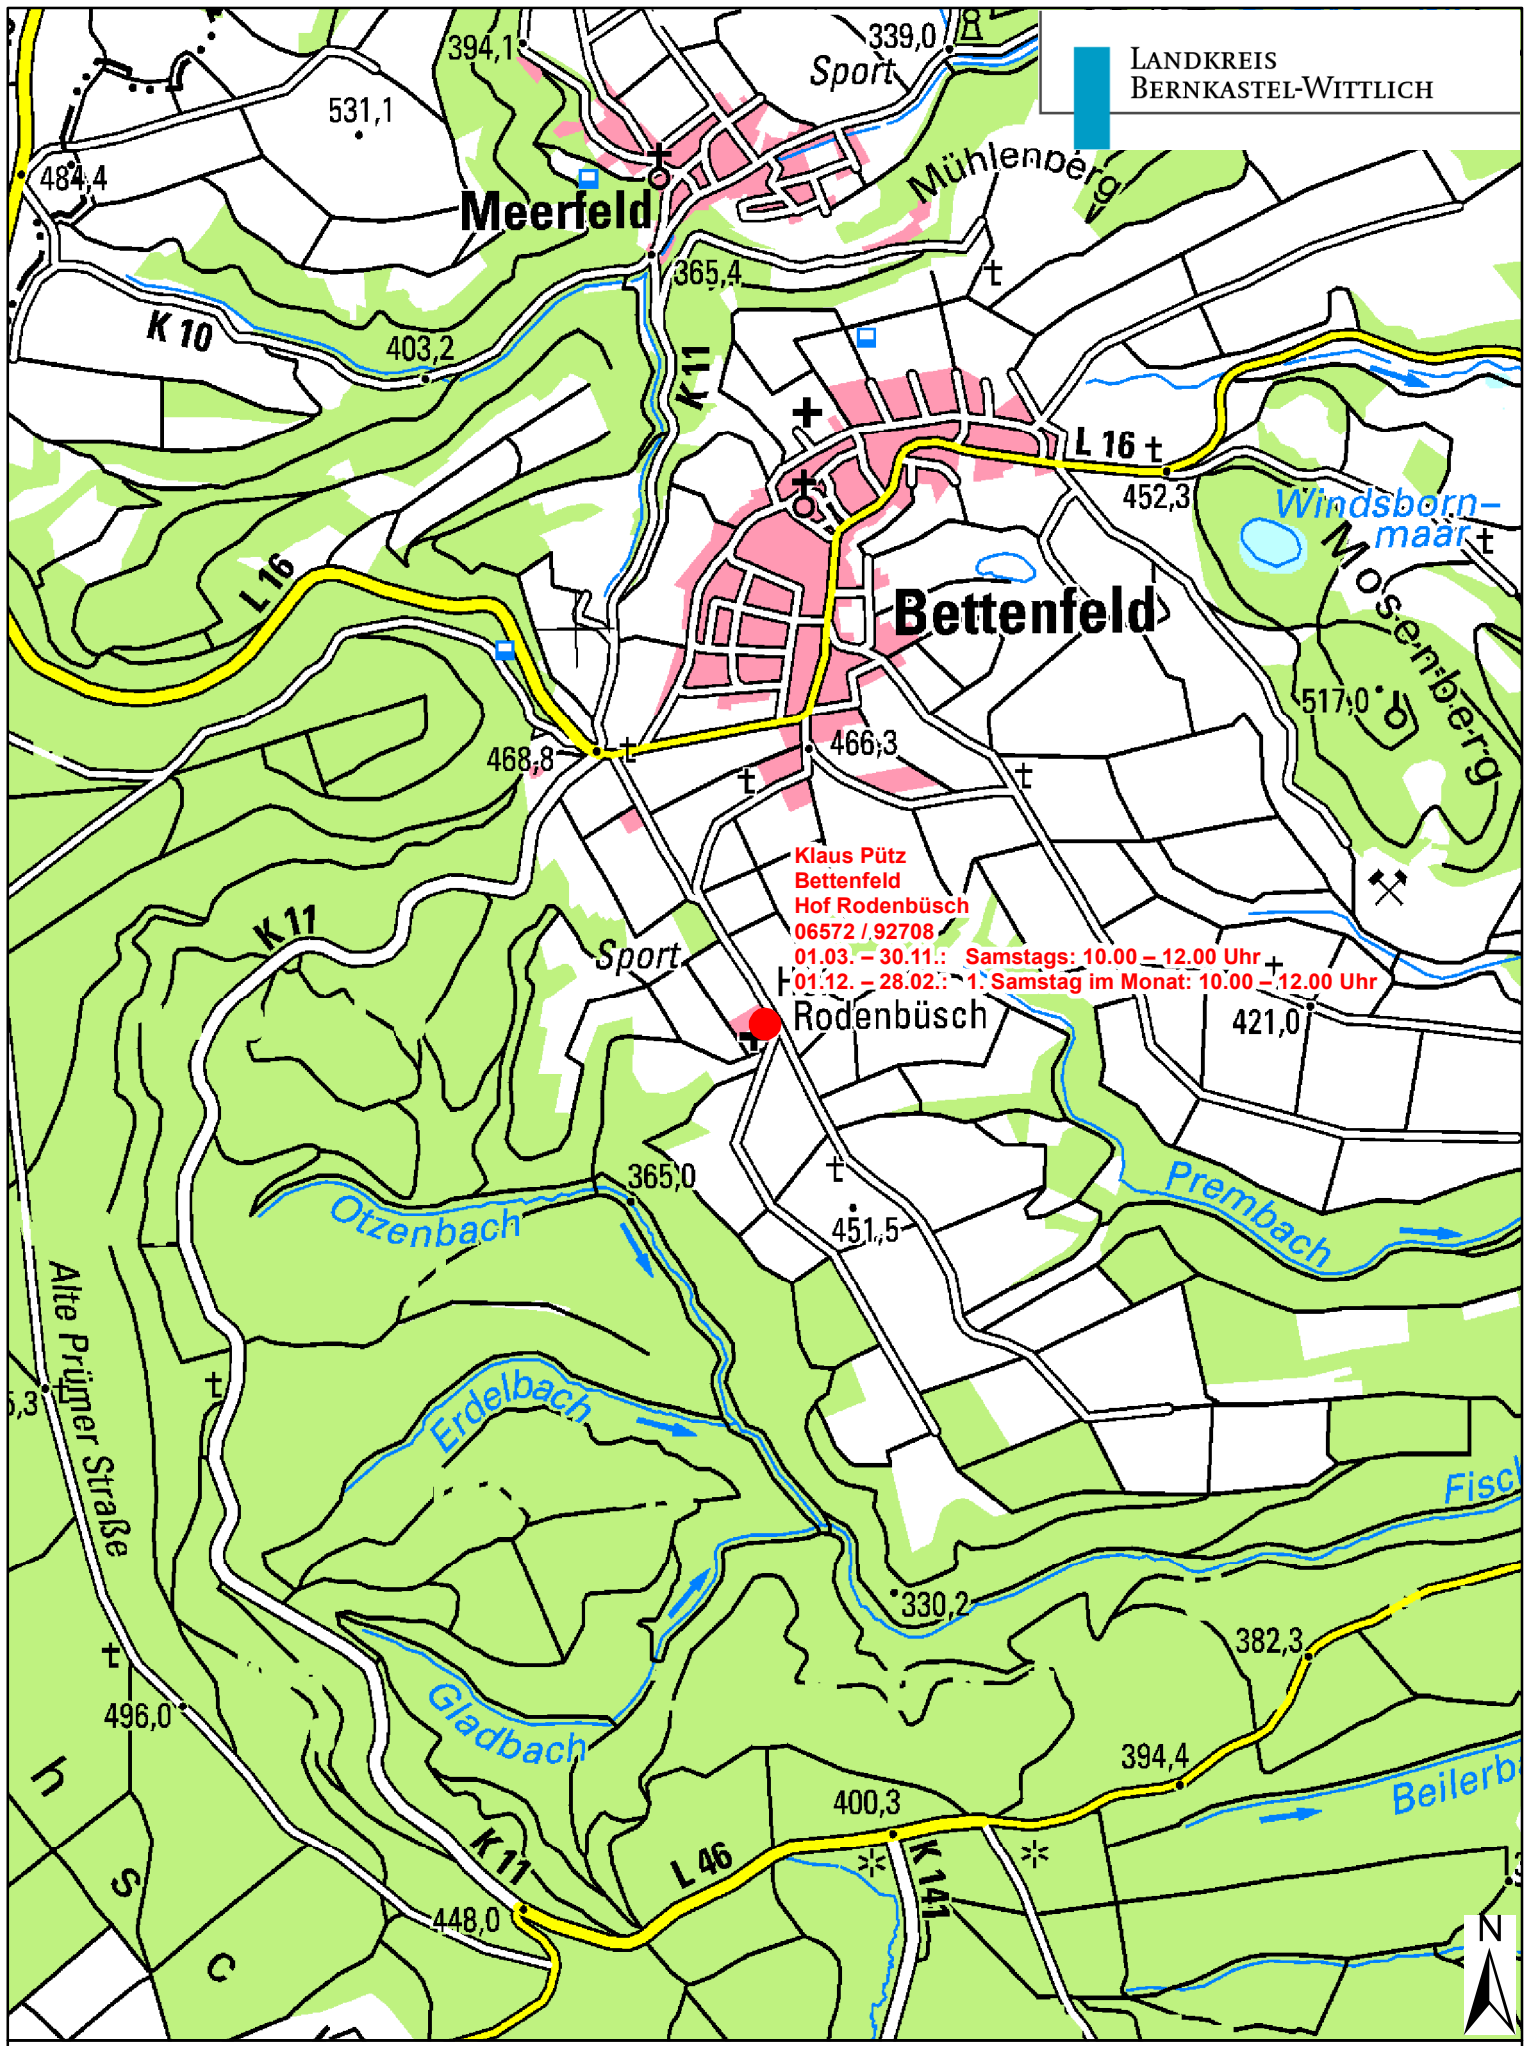 LANDKREIS
BERNKASTEL-WITTLICH
394,1
339,0
Sport
531,1
484,4
Mühlenberg
Meerfeld
365,4
K 10
403,2
K 11
L 16
452,3
Windsborn-
maar
Mosenberg
L 16
Bettenfeld
517,0
468,8
466,3
Klaus Pütz
Bettenfeld
Hof Rodenbüsch
06572 / 92708
01.03. – 30.11.: Samstags: 10.00 – 12.00 Uhr
01.12. – 28.02.: 1. Samstag im Monat: 10.00 – 12.00 Uhr
K 11
Sport
Rodenbüsch
421,0
365,0
Otzenbach
Prembach
451,5
Alte Prümer Straße
5,3
Erdelbach
Fisch
330,2
382,3
496,0
Gladbach
394,4
Beilerb
400,3
h
s
c
K 11
L 46
K 141
448,0
N